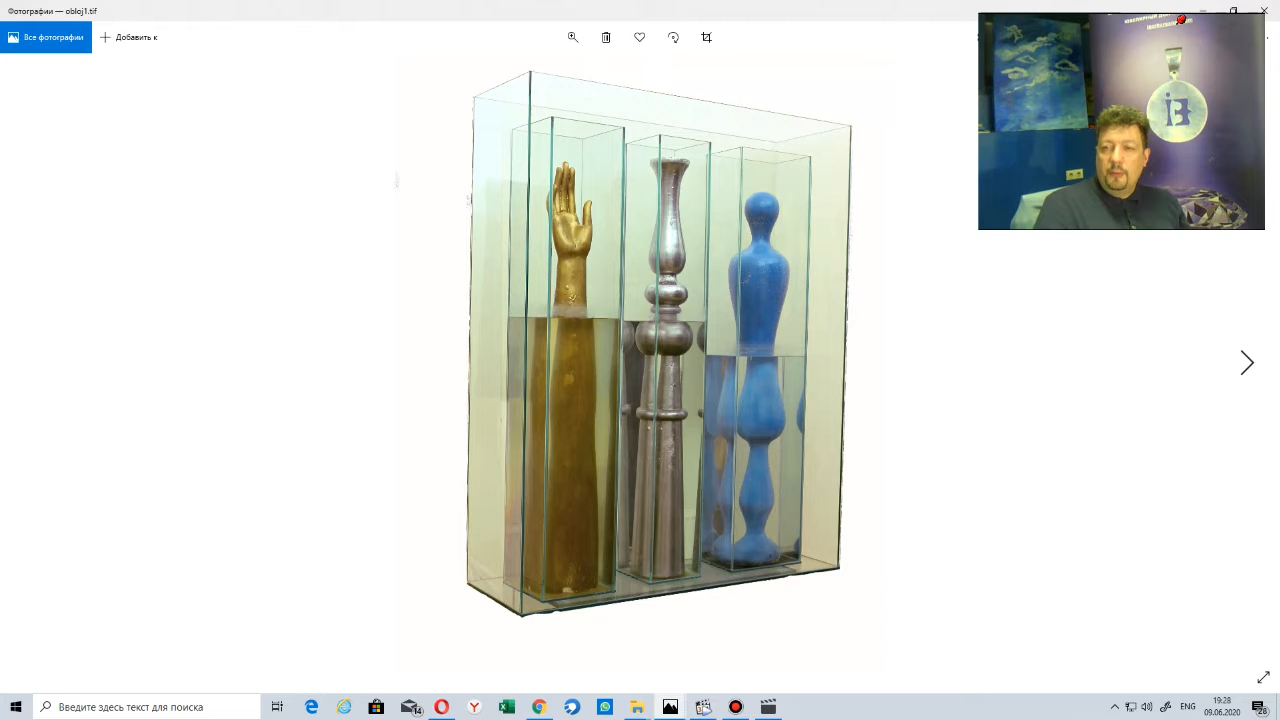 Фотографии — obloj1.tif
Все фотографии
Добавить к
Введите здесь текст для поиска
ENG
19:28
09.06.2020